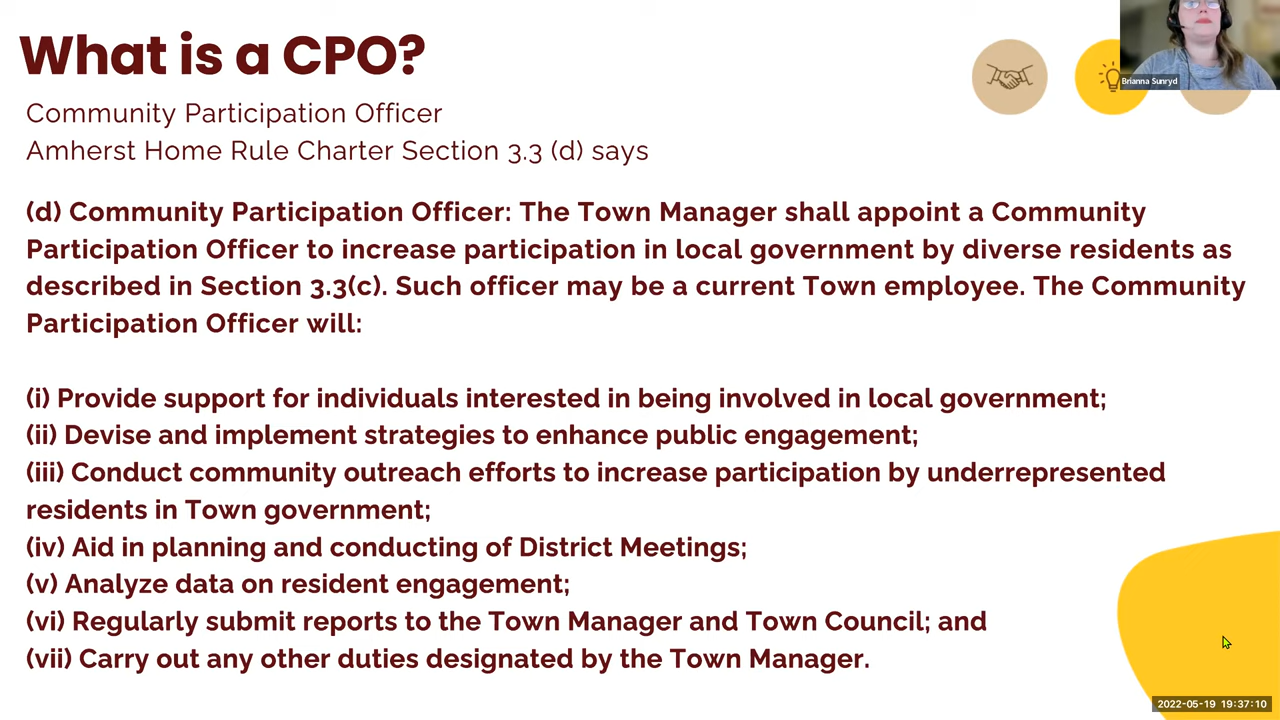 What is a CPO?
Brianna Sunryd
Community Participation Officer
Amherst Home Rule Charter Section 3.3 (d) says
(d) Community Participation Officer: The Town Manager shall appoint a Community
Participation Officer to increase participation in local government by diverse residents as
described in Section 3.3(c). Such officer may be a current Town employee. The Community
Participation Officer will:
(i) Provide support for individuals interested in being involved in local government;
(ii) Devise and implement strategies to enhance public engagement;
(iii) Conduct community outreach efforts to increase participation by underrepresented
residents in Town government;
(iv) Aid in planning and conducting of District Meetings;
(v) Analyze data on resident engagement;
(vi) Regularly submit reports to the Town Manager and Town Council; and
(vii) Carry out any other duties designated by the Town Manager.
2022-05-19 19:37:10